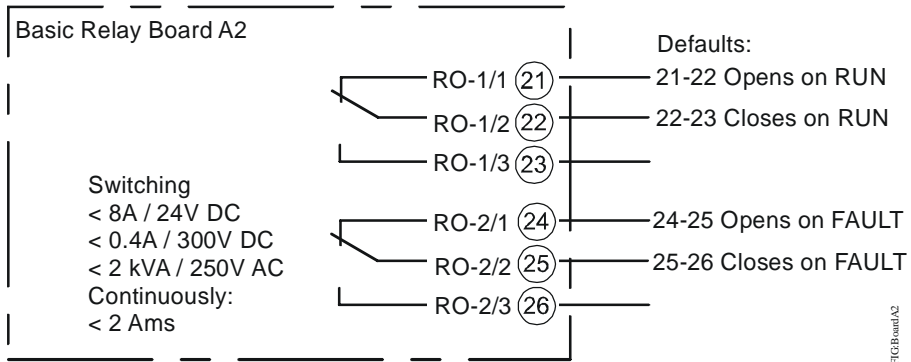 Basic Relay Board A2
Defaults:
RO-1/1 21 21-22 Opens on RUN
RO-1/2 22 22-23 Closes on RUN
RO-1/3 23
Switching
< 8A / 24V DC
< 0.4A / 300V DC
< 2 kVA / 250V AC
Continuously:
< 2 Ams
RO-2/1 24 24-25 Opens on FAULT
RO-2/2 25 25-26 Closes on FAULT
RO-2/3 26
FIG:BoardA2